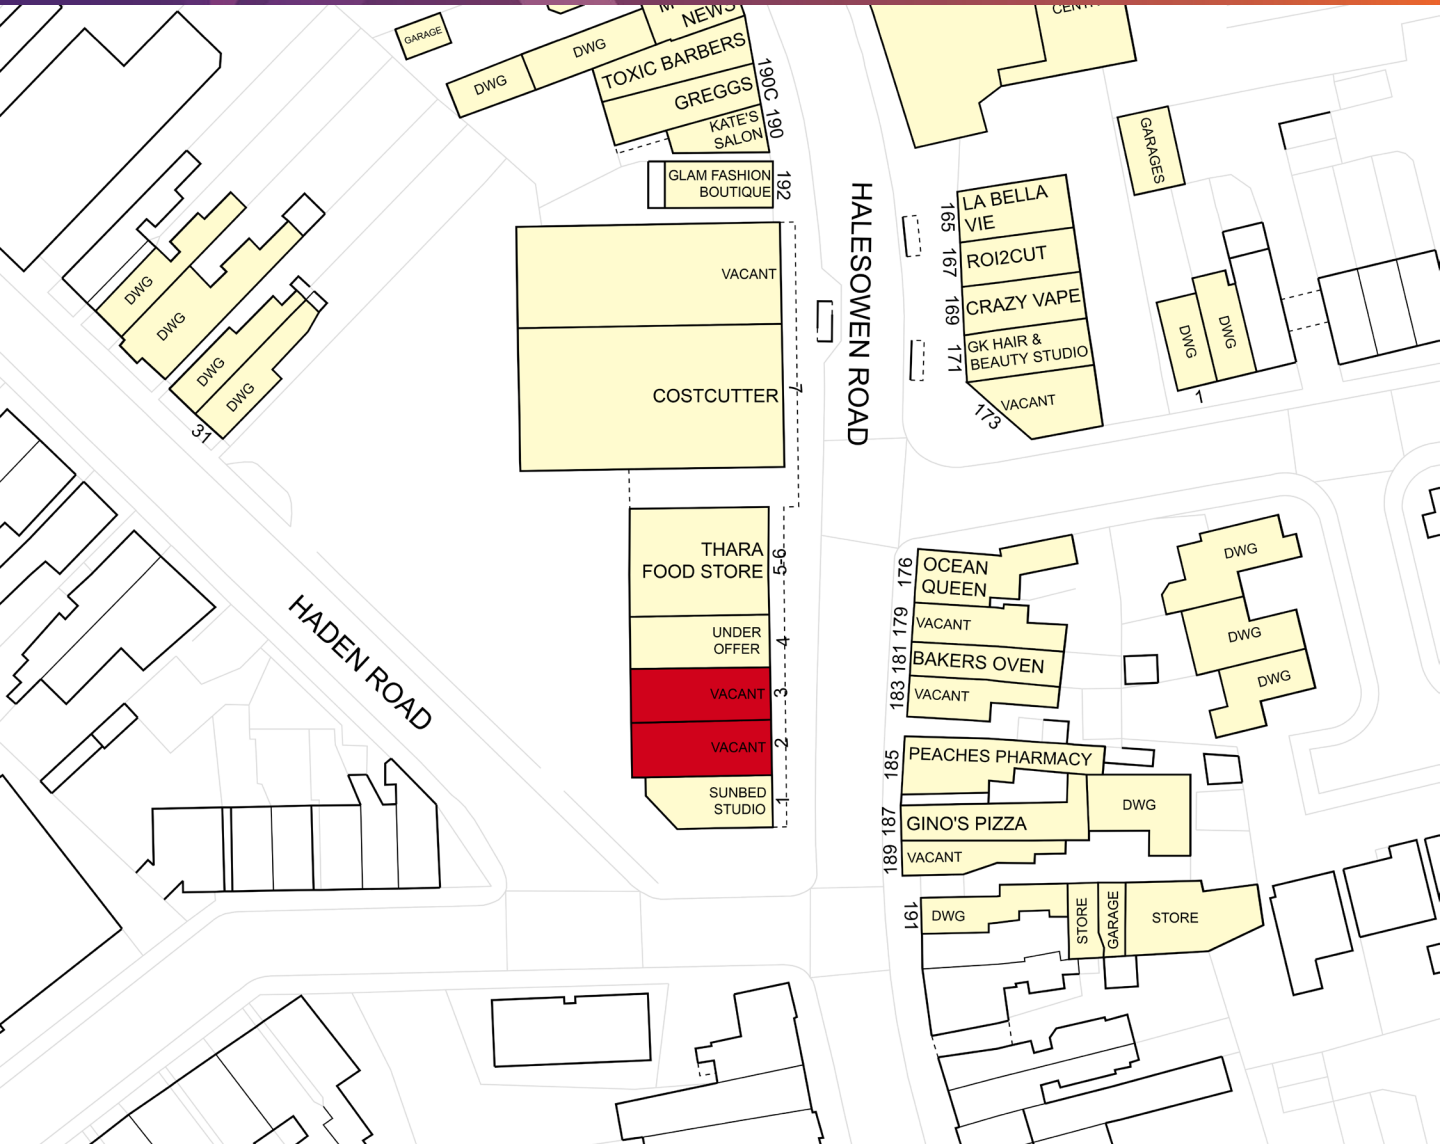 GARAGE
DWG
DWG
NEWS
TOXIC BARBERS
GREGGS
KATE'S
SALON
190C
190
GLAM FASHION
BOUTIQUE
192
VACANT
COSTCUTTER
7
THARA
FOOD STORE
5-6
UNDER
OFFER
4
VACANT
3
VACANT
2
SUNBED
STUDIO
1
DWG
DWG
DWG
DWG
31
HADEN ROAD
HALESOWEN ROAD
GARAGES
LA BELLA
VIE
165
ROI2CUT
167
CRAZY VAPE
169
GK HAIR &
BEAUTY STUDIO
171
VACANT
173
DWG
DWG
1
OCEAN
QUEEN
176
VACANT
179
BAKERS OVEN
181
VACANT
183
DWG
DWG
DWG
PEACHES PHARMACY
185
GINO'S PIZZA
187
DWG
VACANT
189
DWG
191
STORE
GARAGE
STORE